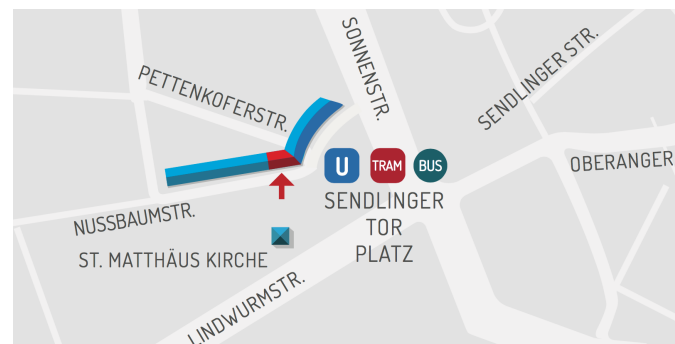 SONNENSTR.
PETTENKOFERSTR.
SENDLINGER STR.
U
TRAM
BUS
OBERANGER
SENDLINGER
TOR
PLATZ
NUSSBAUMSTR.
ST. MATTHÄUS KIRCHE
LINDWURMSTR.